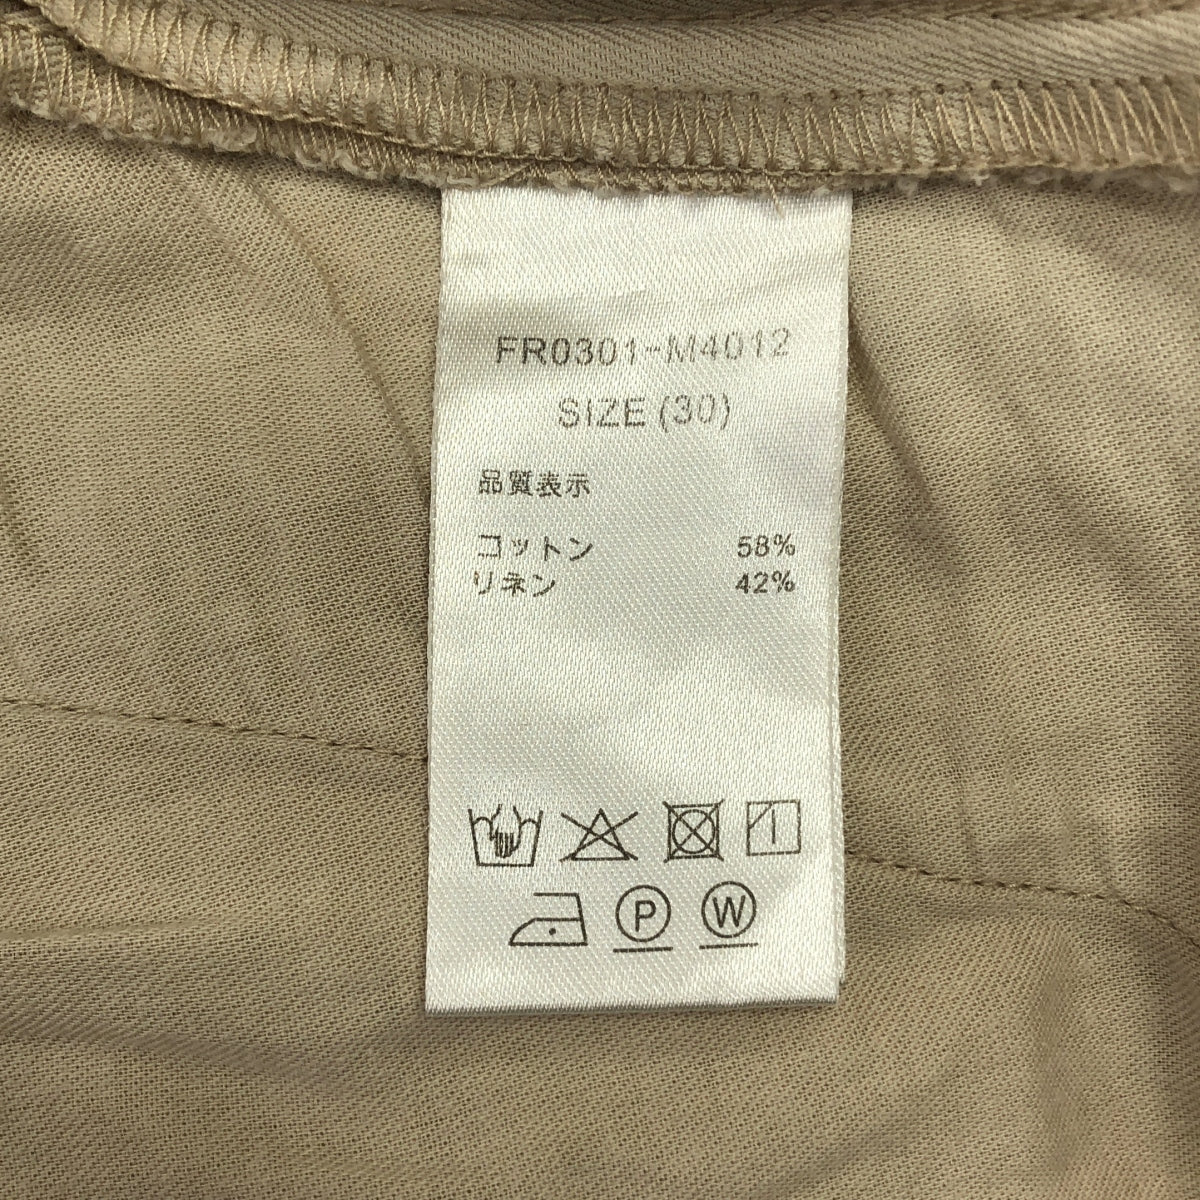 FR0301-M4012
SIZE (30)
品質表示
コットン 58%
リネン 42%
P W